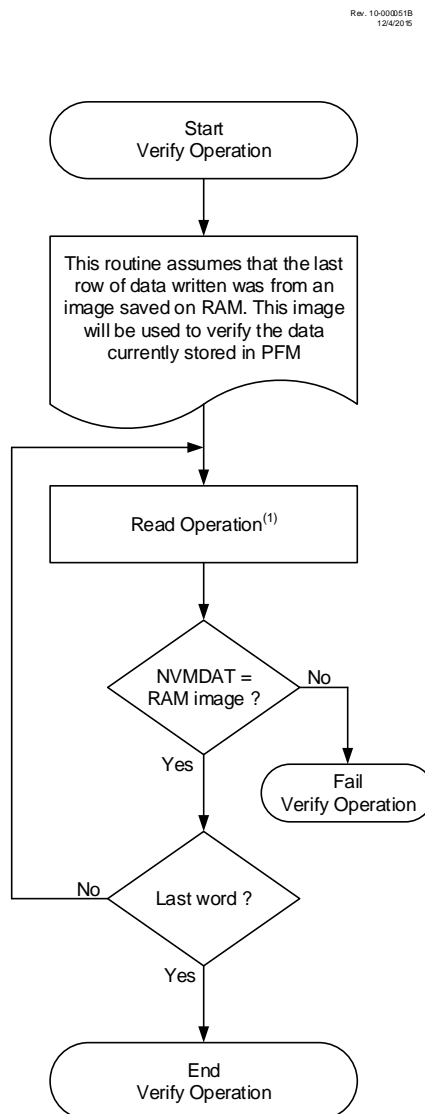 Rev. 10-000051B
12/4/2015
Start
Verify Operation
This routine assumes that the last
row of data written was from an
image saved on RAM. This image
will be used to verify the data
currently stored in PFM
Read Operation(1)
NVMDAT =
RAM image ?
No
Yes
Fail
Verify Operation
Last word ?
No
Yes
End
Verify Operation